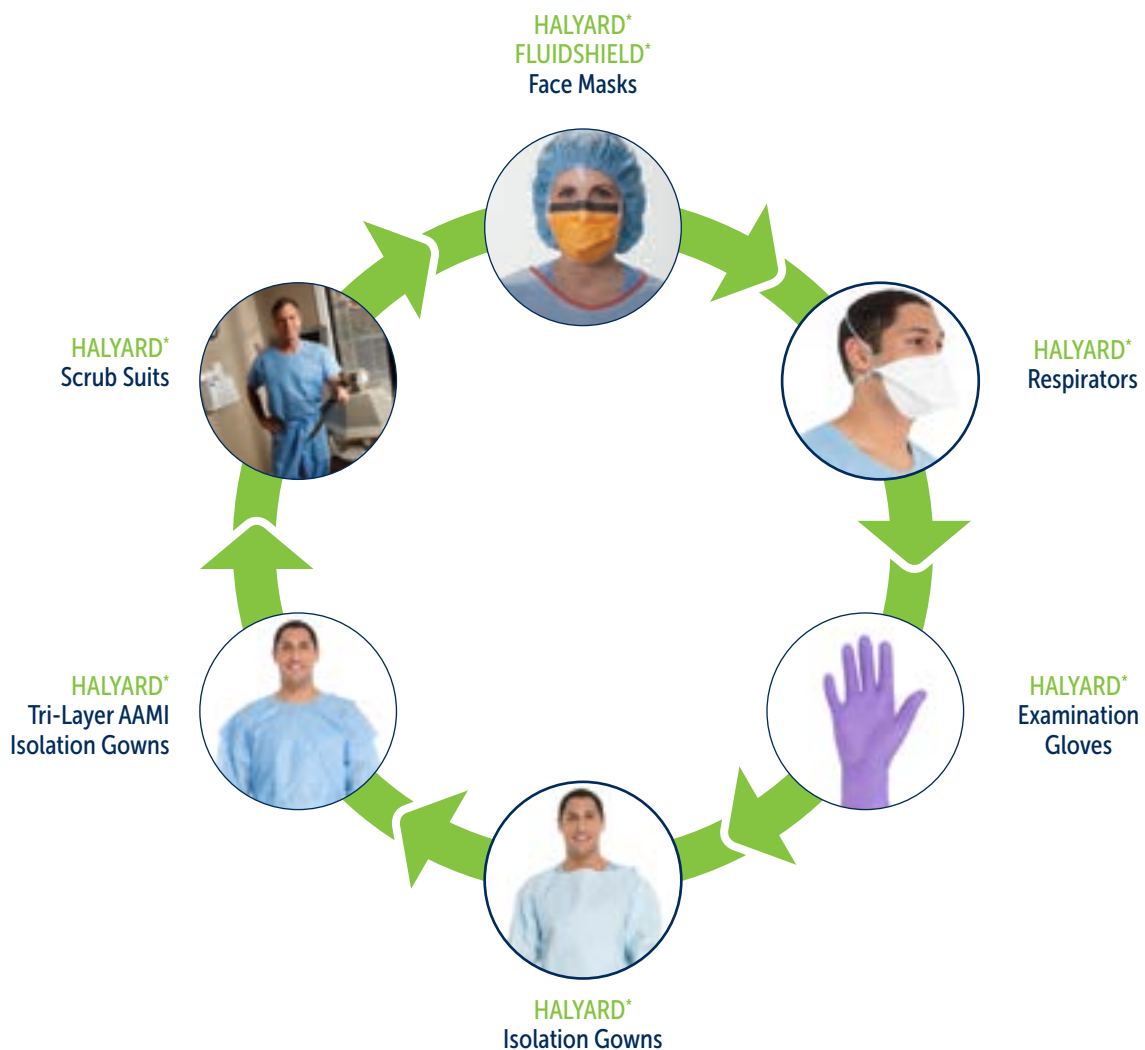 HALYARD*
FLUIDSHIELD*
Face Masks
HALYARD*
Respirators
HALYARD*
Examination
Gloves
HALYARD*
Isolation Gowns
HALYARD*
Tri-Layer AAMI
Isolation Gowns
HALYARD*
Scrub Suits